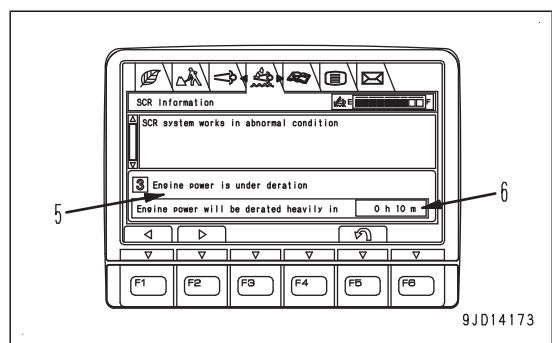 SCR Information
E F
SCR system works in abnormal condition
3 Engine power is under deration
5
Engine power will be derated heavily in 0 h 10 m
6
F1 F2 F3 F4 F5 F6
9JD14173